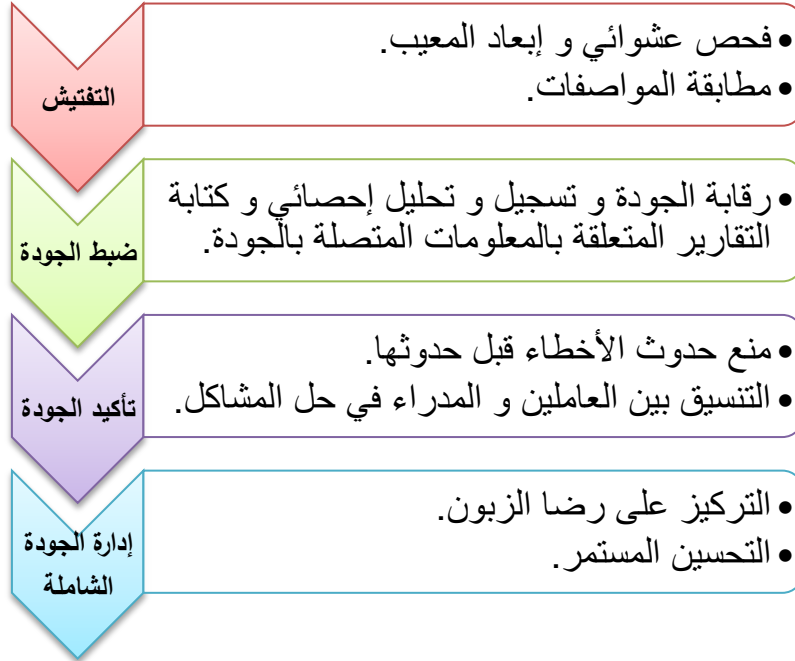 التفتيش
• فحص عشوائي و إبعاد المعيب.
• مطابقة المواصفات.
ضبط الجودة
• رقابة الجودة و تسجيل و تحليل إحصائي و كتابة
التقارير المتعلقة بالمعلومات المتصلة بالجودة.
تأكيد الجودة
• منع حدوث الأخطاء قبل حدوثها.
• التنسيق بين العاملين و المدراء في حل المشاكل.
إدارة الجودة
الشاملة
• التركيز على رضا الزبون.
• التحسين المستمر.